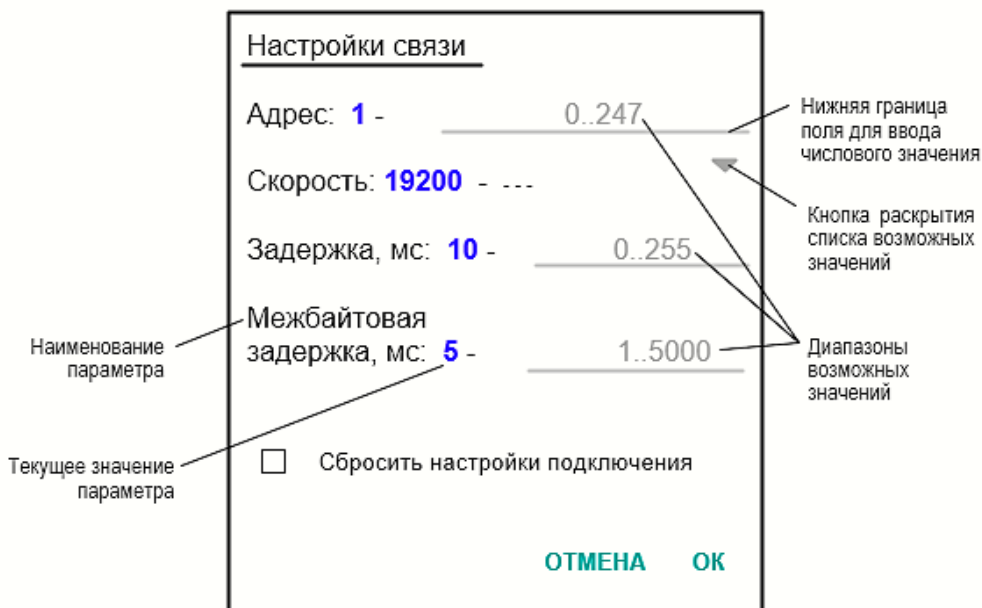 Настройки связи
Адрес: 1 - 0..247
Скорость: 19200 - ---
Задержка, мс: 10 - 0..255
Межбайтовая
задержка, мс: 5 - 1..5000
Сбросить настройки подключения
ОТМЕНА ОК
Наименование
параметра
Текущее значение
параметра
Нижняя граница
поля для ввода
числового значения
Кнопка раскрытия
списка возможных
значений
Диапазоны
возможных
значений